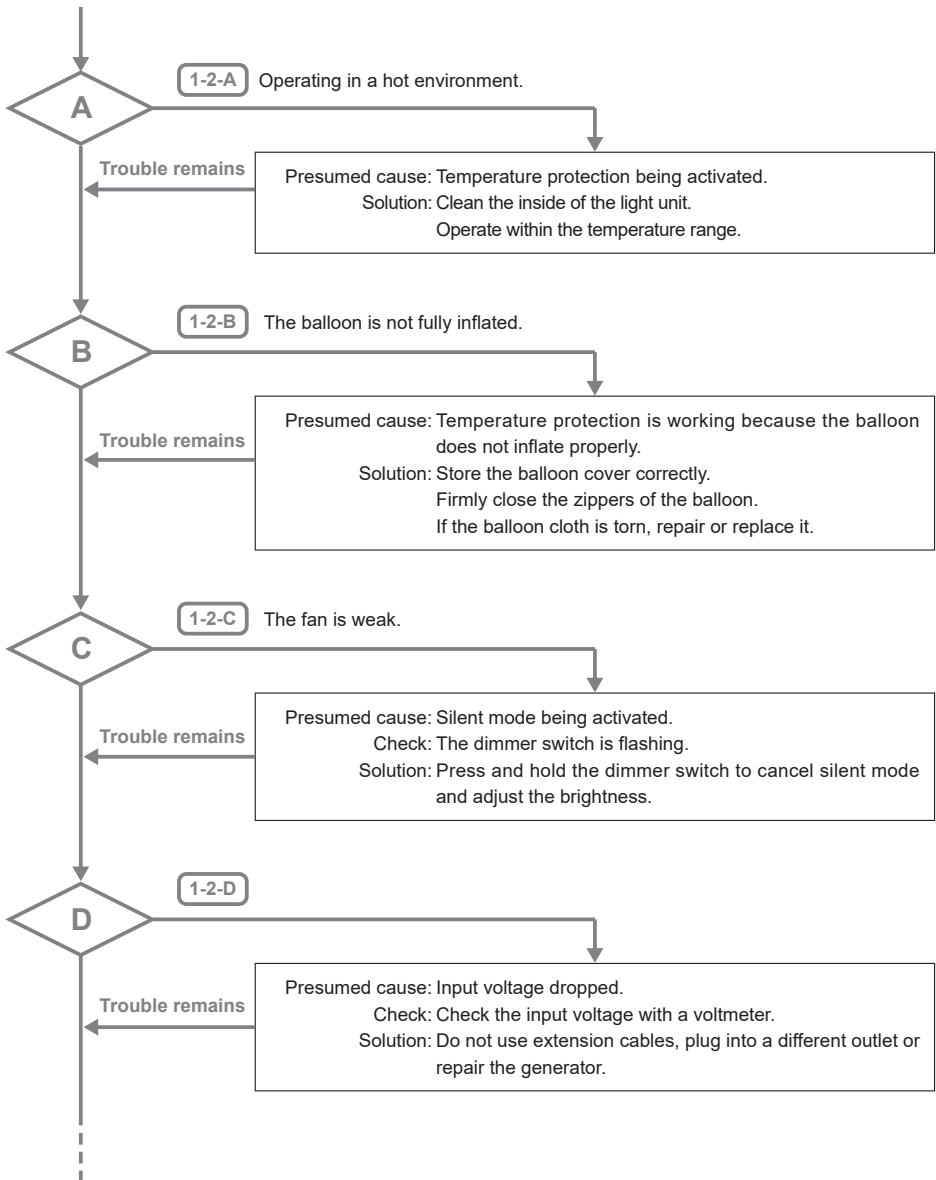 1-2-A Operating in a hot environment.
A
Trouble remains
Presumed cause: Temperature protection being activated.
Solution: Clean the inside of the light unit.
Operate within the temperature range.
1-2-B The balloon is not fully inflated.
B
Trouble remains
Presumed cause: Temperature protection is working because the balloon
does not inflate properly.
Solution: Store the balloon cover correctly.
Firmly close the zippers of the balloon.
If the balloon cloth is torn, repair or replace it.
1-2-C The fan is weak.
C
Trouble remains
Presumed cause: Silent mode being activated.
Check: The dimmer switch is flashing.
Solution: Press and hold the dimmer switch to cancel silent mode
and adjust the brightness.
1-2-D
D
Trouble remains
Presumed cause: Input voltage dropped.
Check: Check the input voltage with a voltmeter.
Solution: Do not use extension cables, plug into a different outlet or
repair the generator.